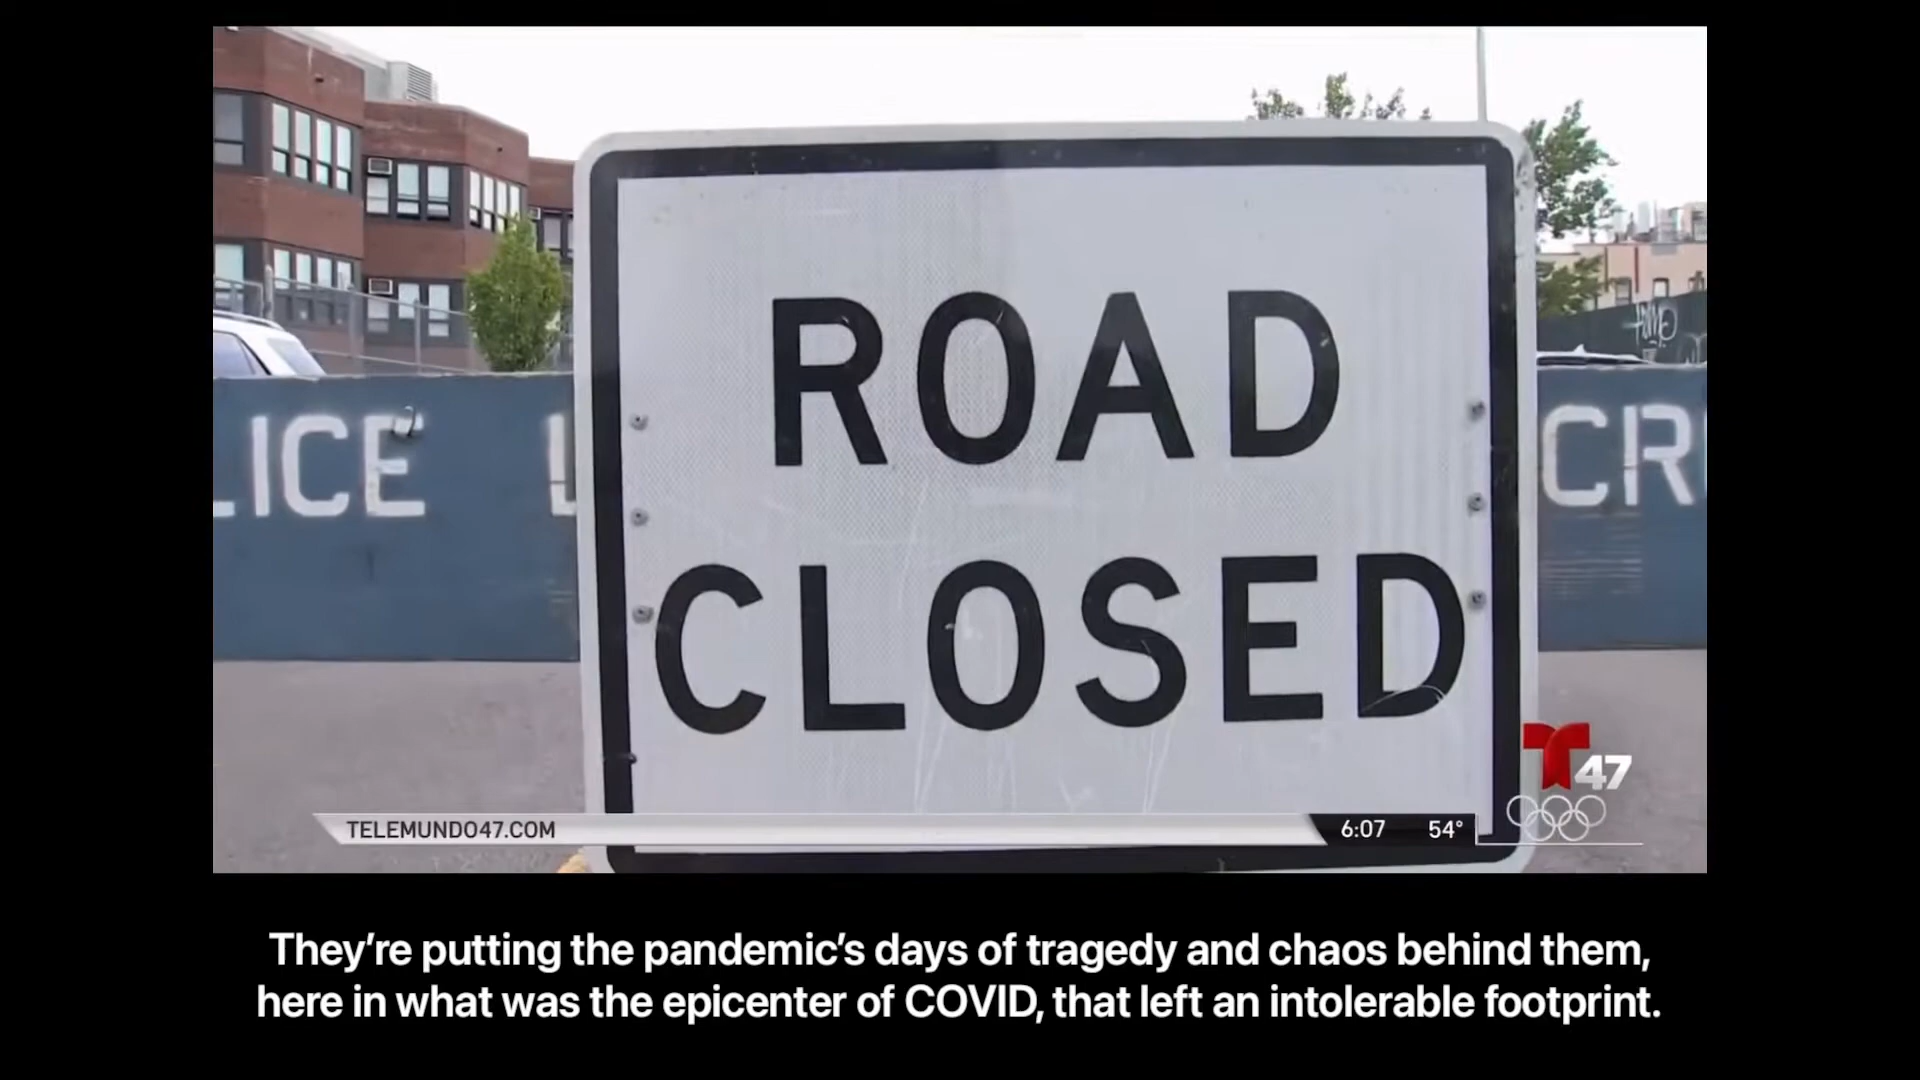 ROAD
CLOSED
LICE
CR
47
TELEMUNDO47.COM
6:07 54°
They're putting the pandemic's days of tragedy and chaos behind them,
here in what was the epicenter of COVID, that left an intolerable footprint.